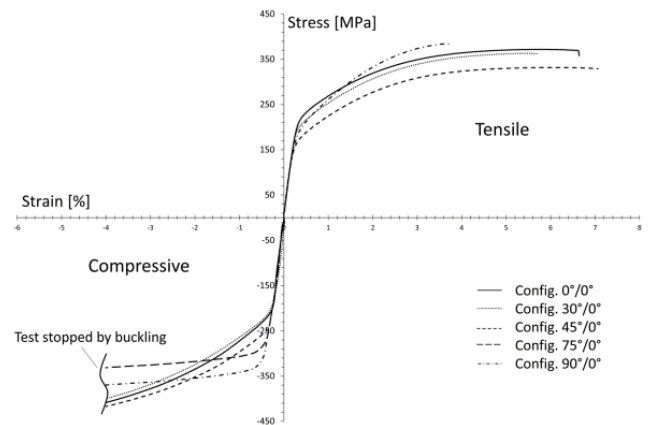 450
Stress [MPa]
350
250
150
Tensile
50
Strain [%]
-6 -5 -4 -3 -2 -1 0 1 2 3 4 5 6 7 8
-50
Compressive
-150
Config. 0°/0°
Config. 30°/0°
Test stopped by buckling
-250
Config. 45°/0°
Config. 75°/0°
-350
Config. 90°/0°
-450